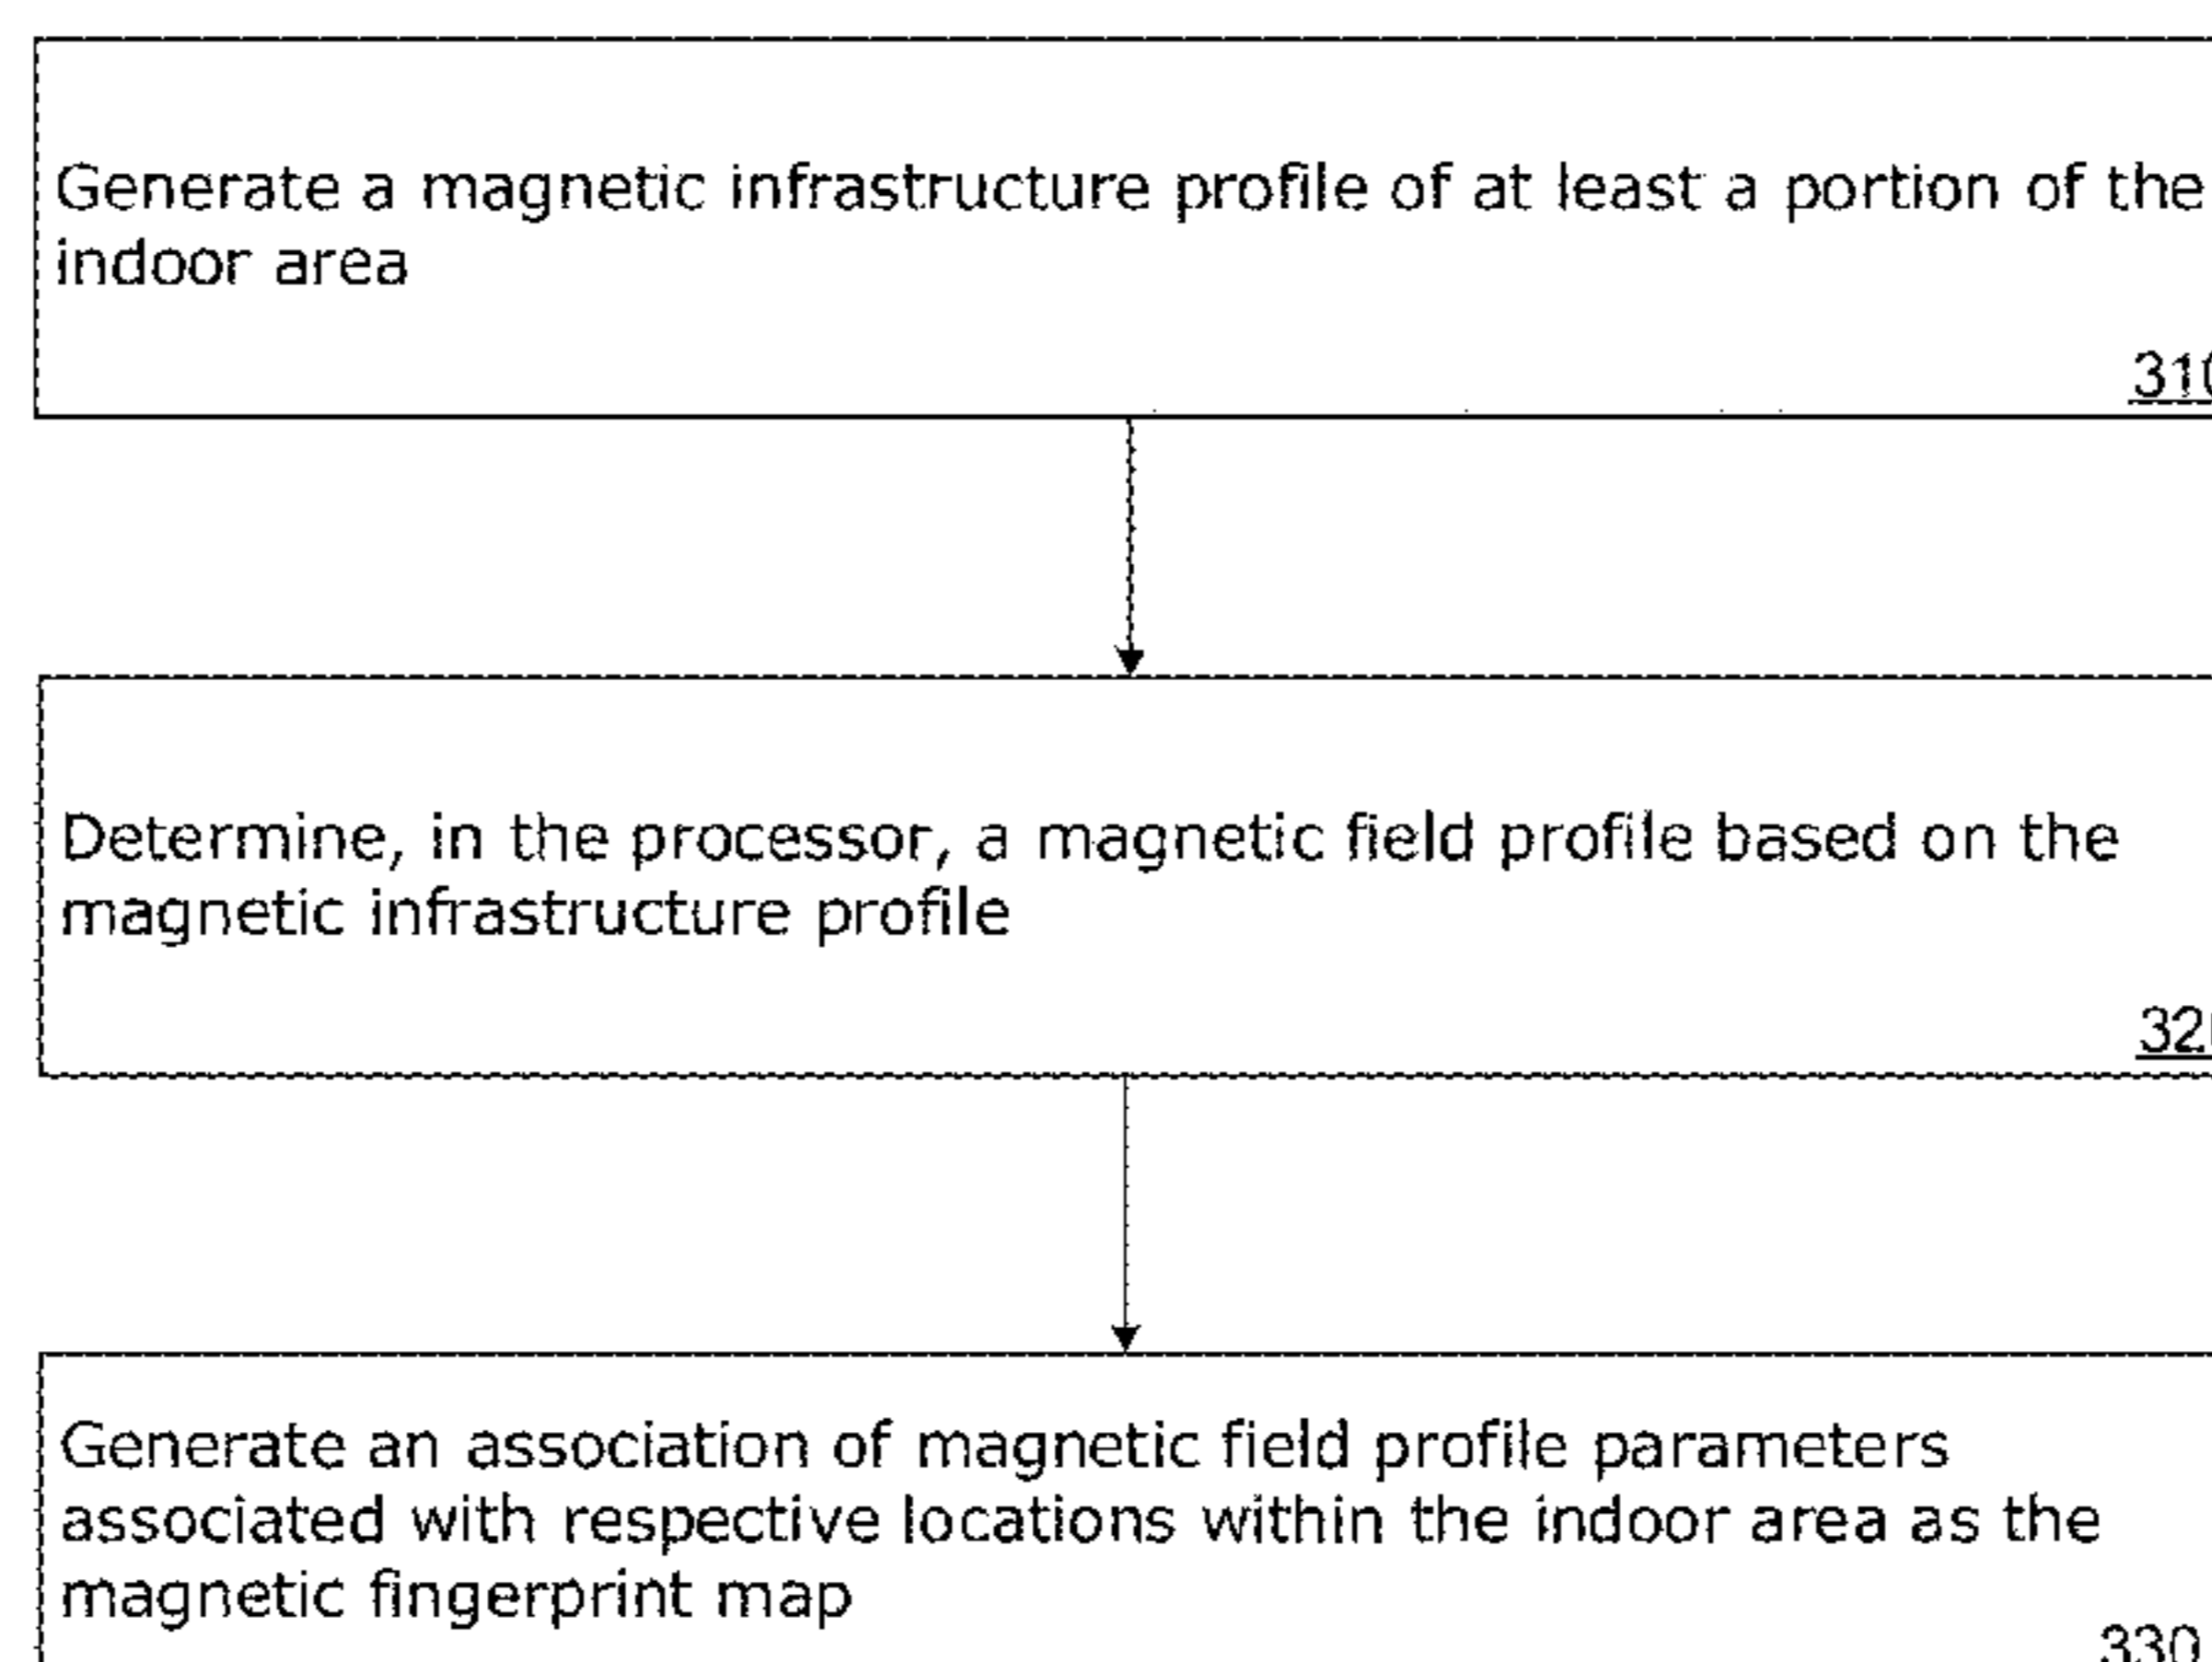 Generate a magnetic infrastructure profile of at least a portion of the
indoor area
310
Determine, in the processor, a magnetic field profile based on the
magnetic infrastructure profile
320
Generate an association of magnetic field profile parameters
associated with respective locations within the indoor area as the
magnetic fingerprint map
330